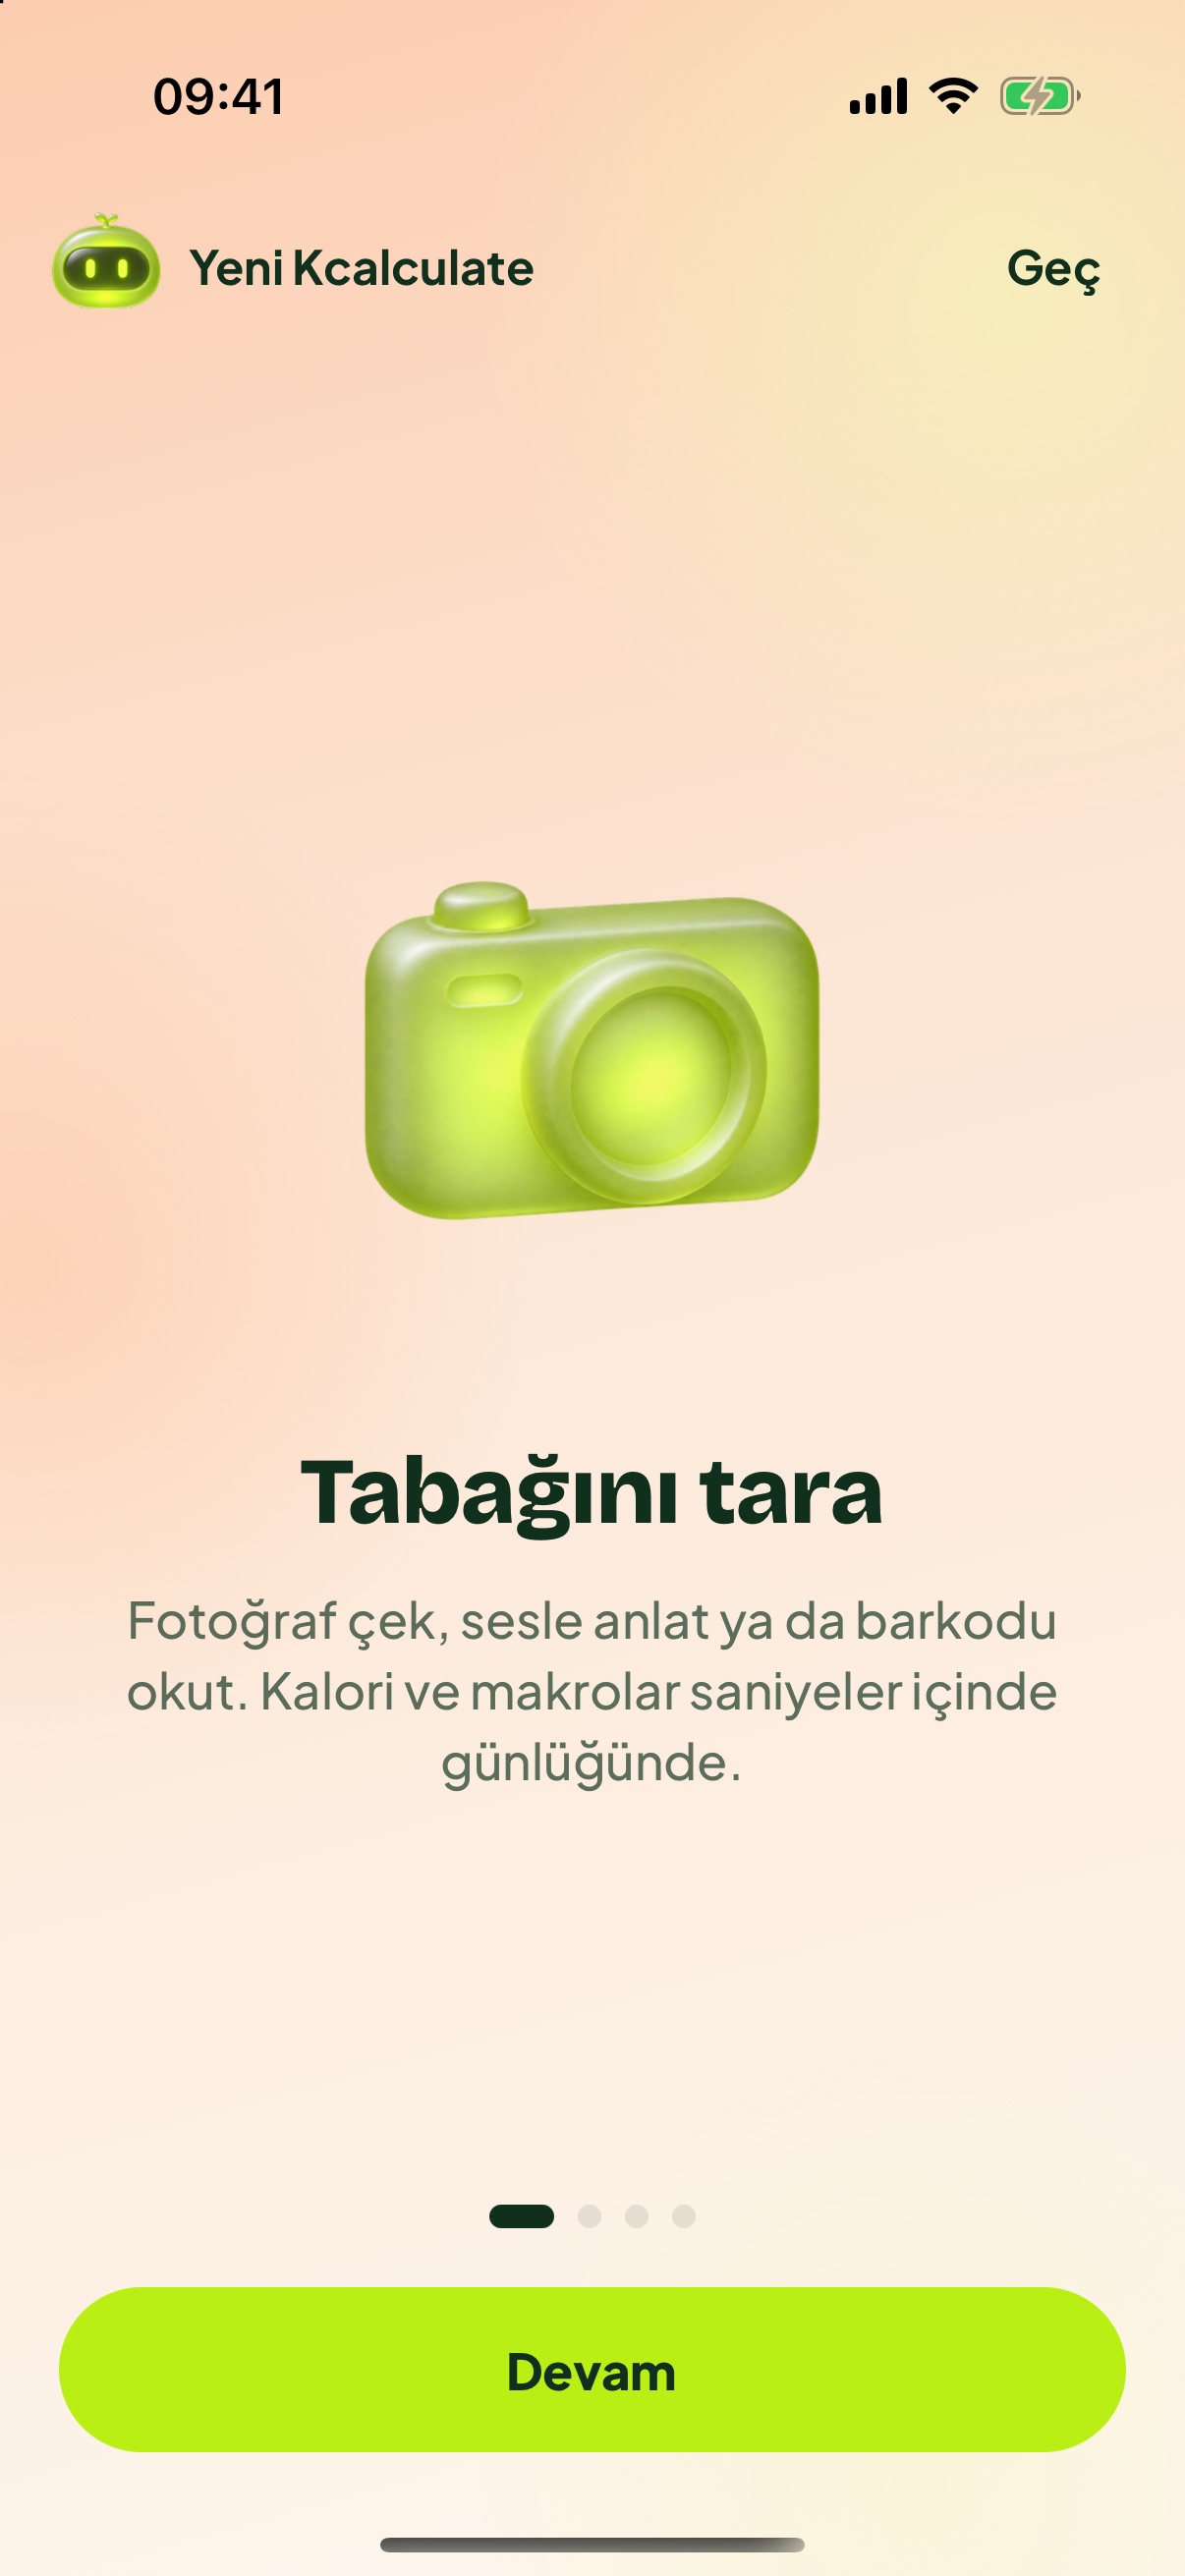 09:41
Yeni Kcalculate
Geç
Tabağını tara
Fotoğraf çek, sesle anlat ya da barkodu
okut. Kalori ve makrolar saniyeler içinde
günlüğünde.
Devam